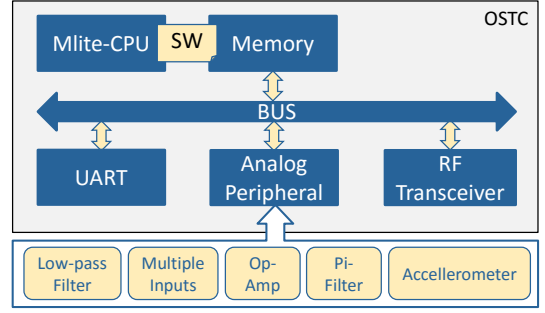 OSTC
Mlite-CPU
SW
Memory
BUS
UART
Analog
Peripheral
RF
Transceiver
Low-pass
Filter
Multiple
Inputs
Op-
Amp
Pi-
Filter
Accellerometer